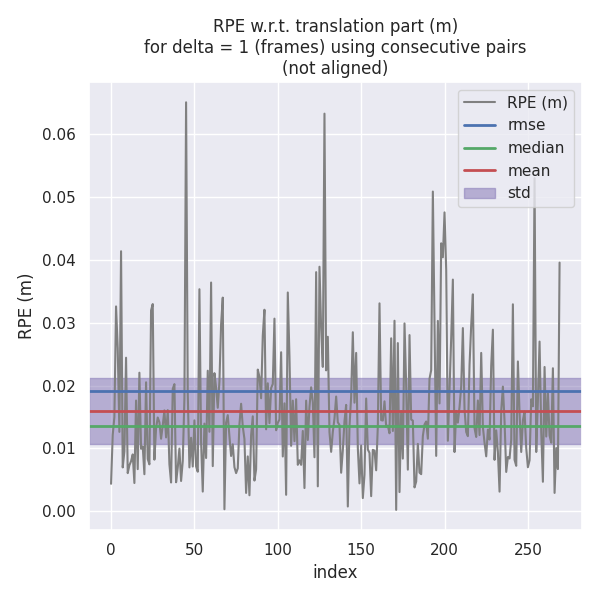 RPE w.r.t. translation part (m)
for delta = 1 (frames) using consecutive pairs
(not aligned)
RPE (m)
rmse
median
mean
std
0.06
0.05
0.04
0.03
0.02
0.01
0.00
RPE (m)
0 50 100 150 200 250
index